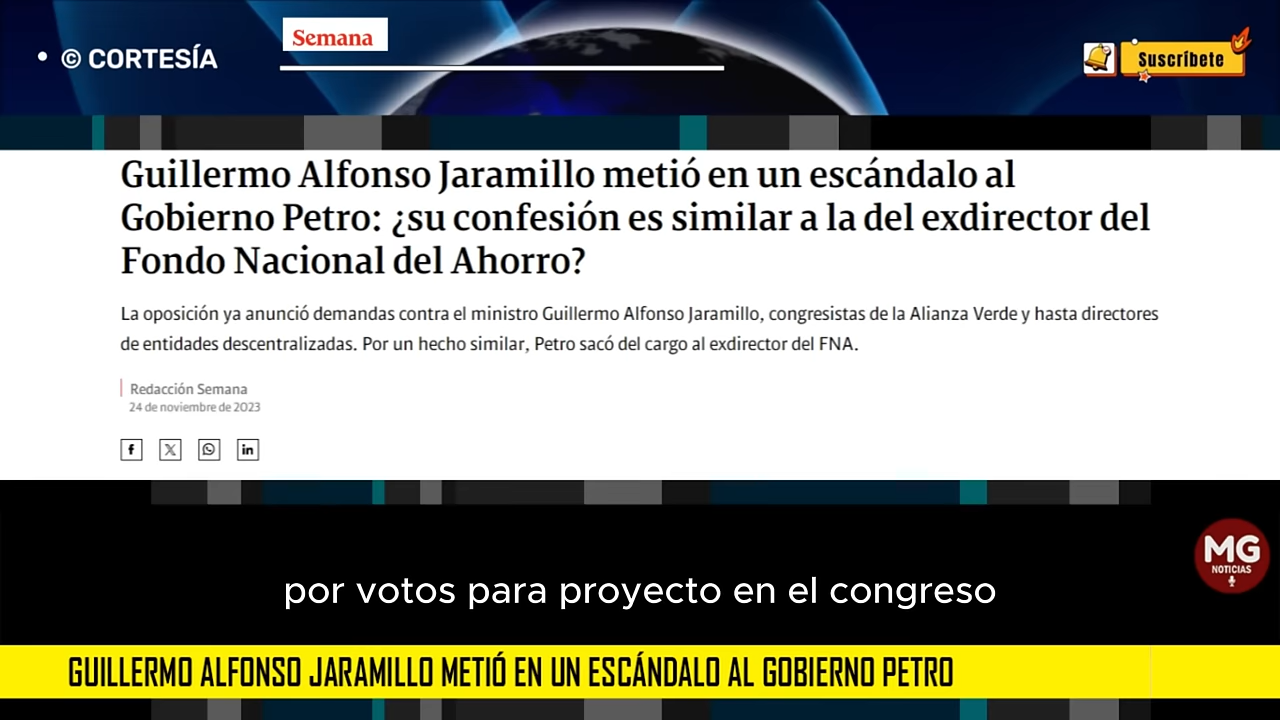 • © CORTESÍA
Semana
Suscríbete
Guillermo Alfonso Jaramillo metió en un escándalo al
Gobierno Petro: ¿su confesión es similar a la del exdirector del
Fondo Nacional del Ahorro?
La oposición ya anunció demandas contra el ministro Guillermo Alfonso Jaramillo, congresistas de la Alianza Verde y hasta directores
de entidades descentralizadas. Por un hecho similar, Petro sacó del cargo al exdirector del FNA.
Redacción Semana
24 de noviembre de 2023
MG
NOTICIAS
por votos para proyecto en el congreso
GUILLERMO ALFONSO JARAMILLO METIÓ EN UN ESCÁNDALO AL GOBIERNO PETRO